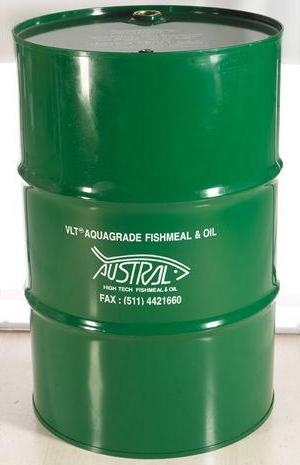 VLT® AQUAGRADE FISHMEAL & OIL
AUSTRAL
HIGH TECH FISHMEAL & OIL
FAX : (511) 4421660